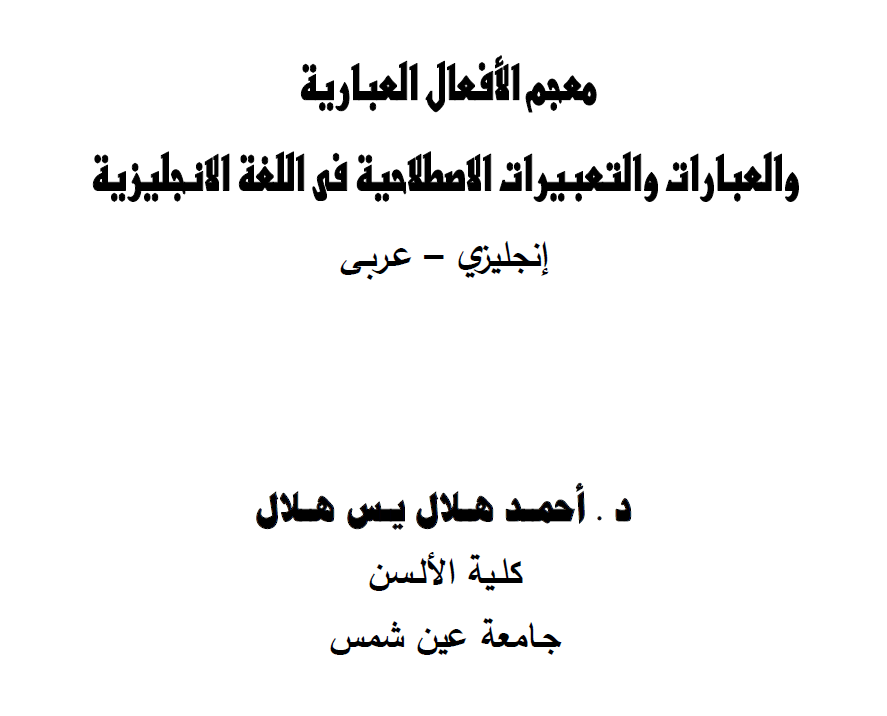 معجم الأفعال العبارية
والعبارات والتعبيرات الاصطلاحية فى اللغة الانجليزية
إنجليزي – عربى
د . أحمد هلال يس هلال
كلية الألسن
جامعة عين شمس